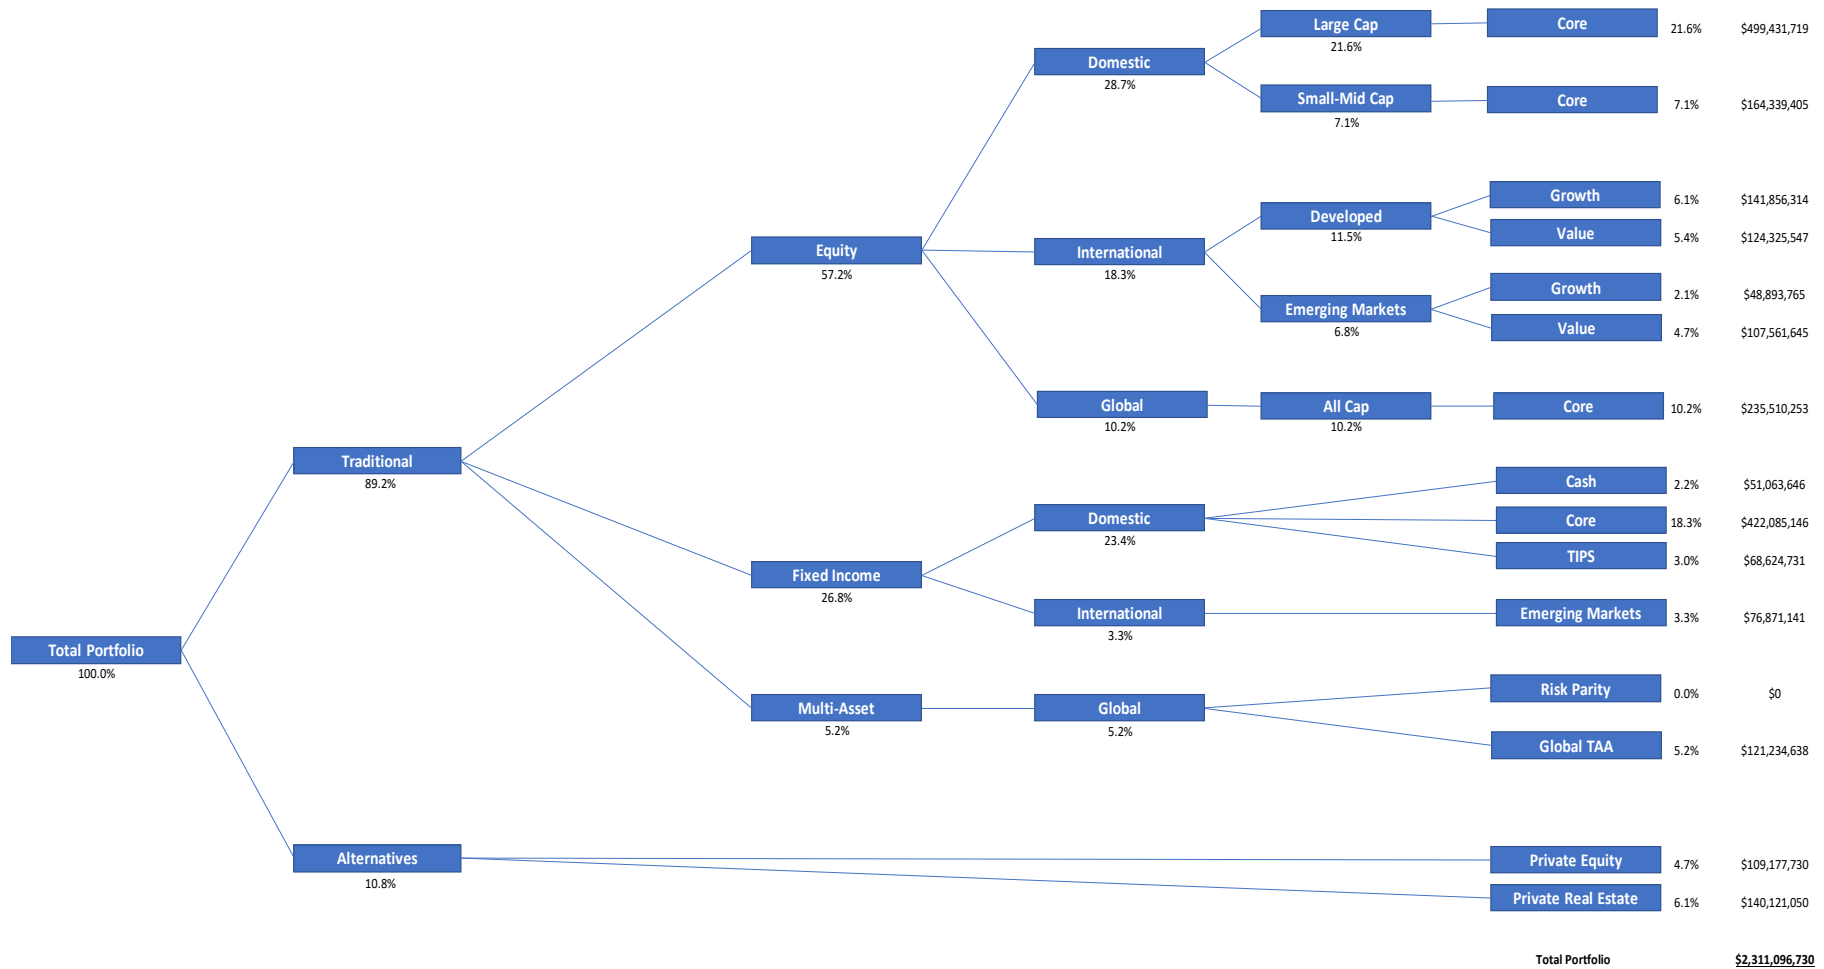 Large Cap
21.6%
Core
21.6% $499,431,719
Domestic
28.7%
Small-Mid Cap
7.1%
Core
7.1% $164,339,405
Growth
6.1% $141,856,314
Developed
11.5%
Value
5.4% $124,325,547
Equity
57.2%
International
18.3%
Growth
2.1% $48,893,765
Emerging Markets
6.8%
Value
4.7% $107,561,645
Global
10.2%
All Cap
10.2%
Core
10.2% $235,510,253
Traditional
89.2%
Cash
2.2% $51,063,646
Domestic
23.4%
Core
18.3% $422,085,146
TIPS
3.0% $68,624,731
Fixed Income
26.8%
International
3.3%
Emerging Markets
3.3% $76,871,141
Total Portfolio
100.0%
Risk Parity
0.0% $0
Multi-Asset
5.2%
Global
5.2%
Global TAA
5.2% $121,234,638
Alternatives
10.8%
Private Equity
4.7% $109,177,730
Private Real Estate
6.1% $140,121,050
Total Portfolio $2,311,096,730